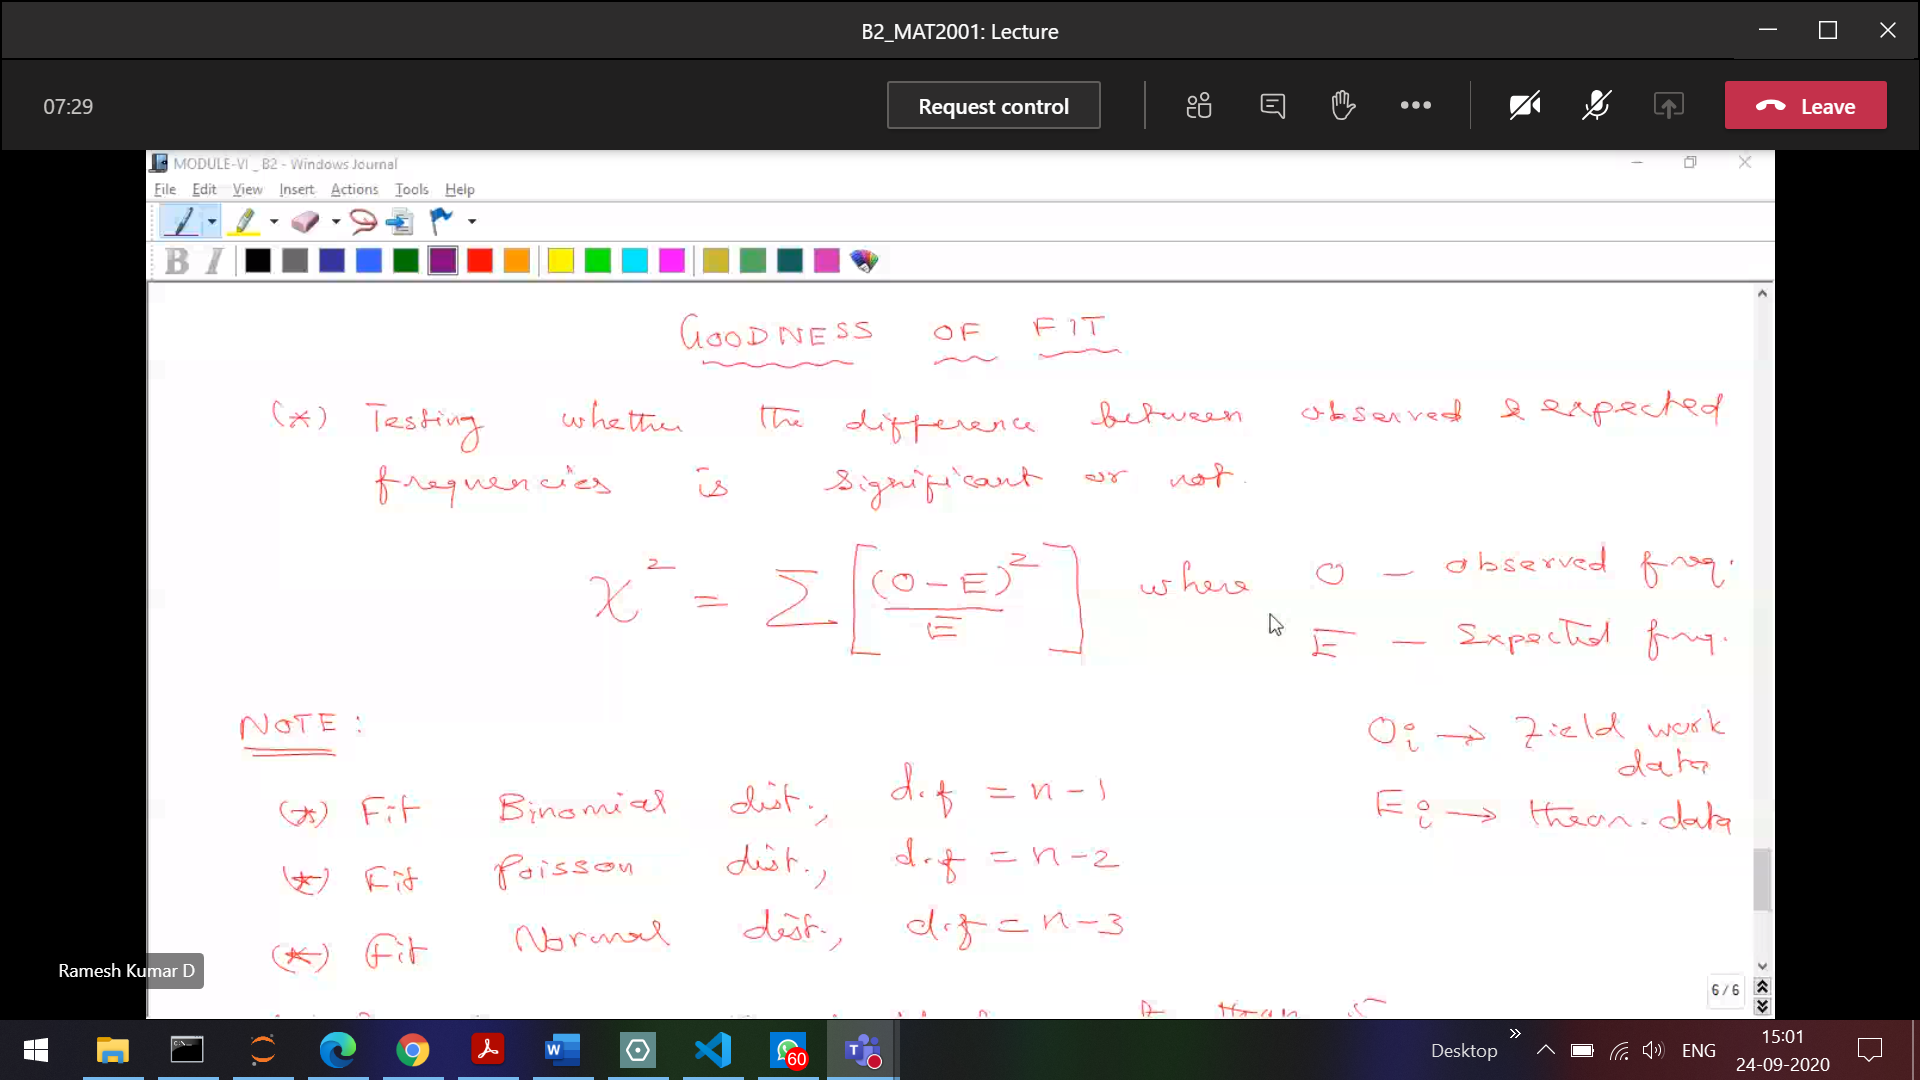 B2_MAT2001: Lecture
07:29
Request control
Leave
MODULE-VI _ B2 - Windows Journal
File Edit View Insert Actions Tools Help
B I
GOODNESS OF FIT
(*) Testing whether the difference between observed & expected
frequencies is significant or not.
χ² = Σ [(O-E)²/E] where O - observed freq.
E - Expected freq.
NOTE :
Oi → Field work
data
(*) Fit Binomial dist., d.f = n-1
Ei → theor. data
(*) Fit Poisson dist., d.f = n-2
(*) Fit Normal dist., d.f = n-3
Ramesh Kumar D
6 / 6
60
Desktop
ENG
15:01
24-09-2020